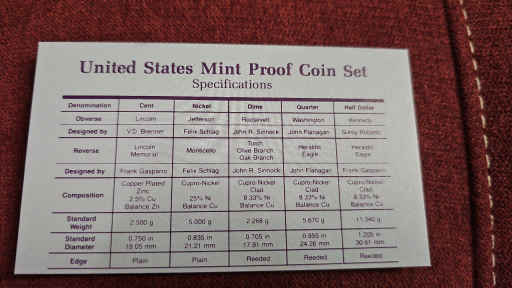 United States Mint Proof Coin Set
Specifications
Denomination Cent Nickel Dime Quarter Half Dollar
Obverse Lincoln Jefferson Roosevelt Washington Kennedy
Designed by V.D. Brenner Felix Schlag John R. Sinnock John Flanagan Gilroy Roberts
Reverse Lincoln Memorial Monticello Torch Olive Branch Oak Branch Heraldic Eagle Heraldic Eagle
Designed by Frank Gasparro Felix Schlag John R. Sinnock John Flanagan Frank Gasparro
Composition Copper Plated Zinc 2.5% Cu Balance Zn Cupro-Nickel 25% Ni Balance Cu Cupro-Nickel Clad 8.33% Ni Balance Cu Cupro-Nickel Clad 8.33% Ni Balance Cu Cupro-Nickel Clad 8.33% Ni Balance Cu
Standard Weight 2.500 g 5.000 g 2.268 g 5.670 g 11.340 g
Standard Diameter 0.750 in 19.05 mm 0.835 in 21.21 mm 0.705 in 17.91 mm 0.955 in 24.26 mm 1.205 in 30.61 mm
Edge Plain Plain Reeded Reeded Reeded